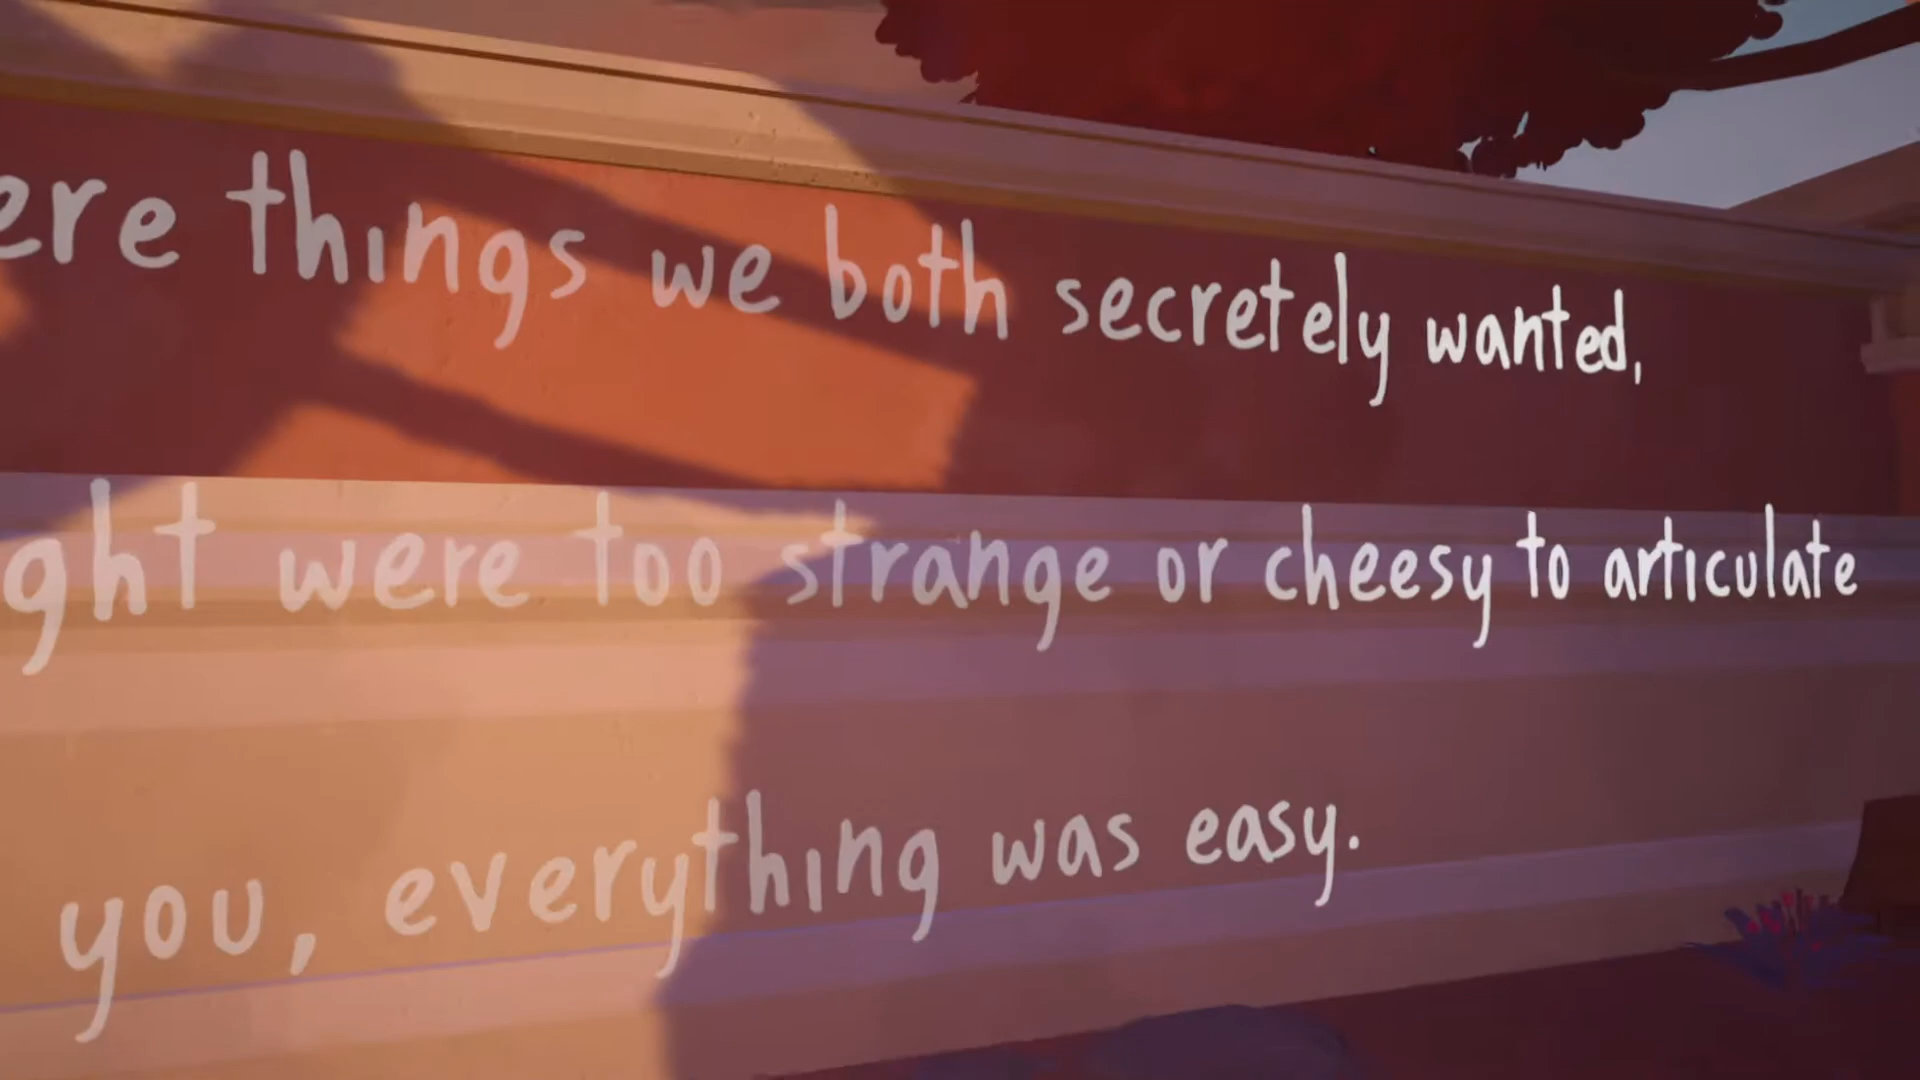 ere things we both secretely wanted,
ght were too strange or cheesy to articulate
you, everything was easy.